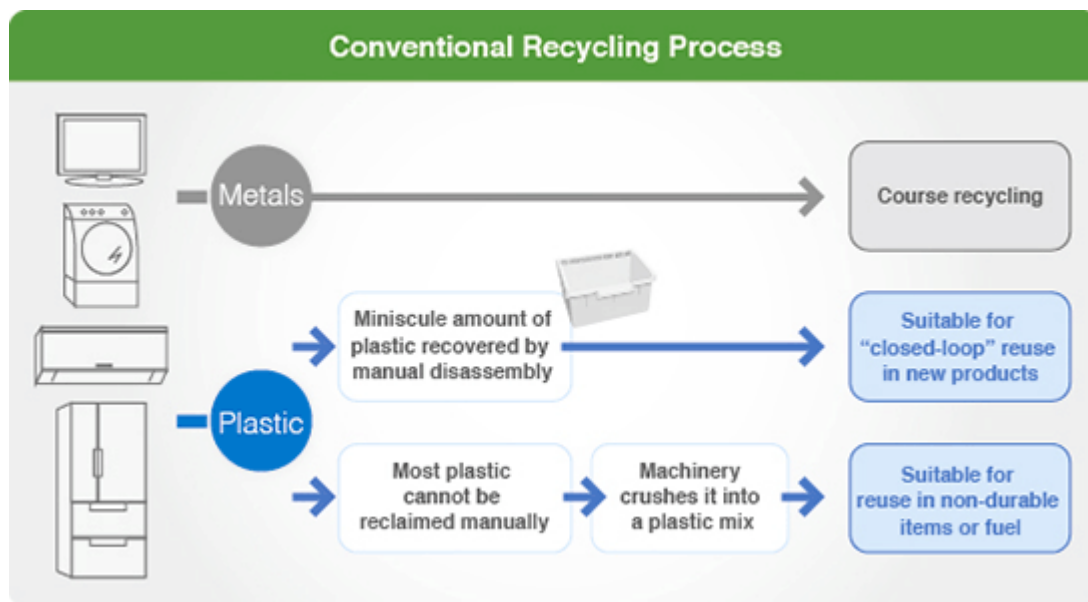 Conventional Recycling Process
Metals
Course recycling
Miniscule amount of
plastic recovered by
manual disassembly
Suitable for
“closed-loop” reuse
in new products
Plastic
Most plastic
cannot be
reclaimed manually
Machinery
crushes it into
a plastic mix
Suitable for
reuse in non-durable
items or fuel